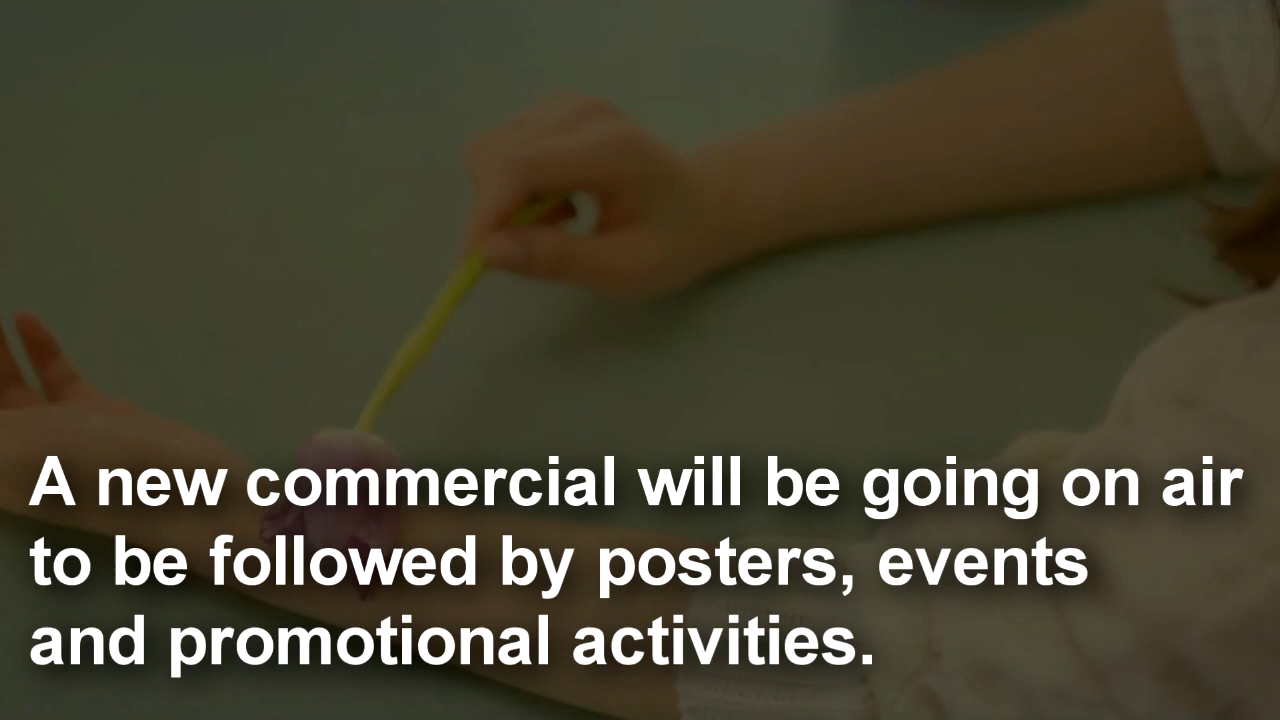 A new commercial will be going on air
to be followed by posters, events
and promotional activities.